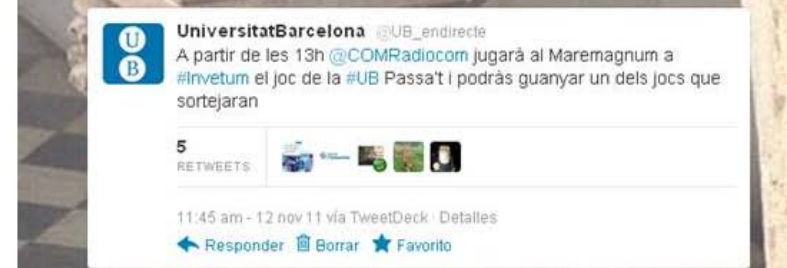 U
B
UniversitatBarcelona @UB_endirecte
A partir de les 13h @COMRadiocom jugarà al Maremagnum a
#Invetum el joc de la #UB Passa't i podràs guanyar un dels jocs que
sortejaran
5
RETWEETS
11:45 am - 12 nov 11 vía TweetDeck · Detalles
Responder Borrar Favorito